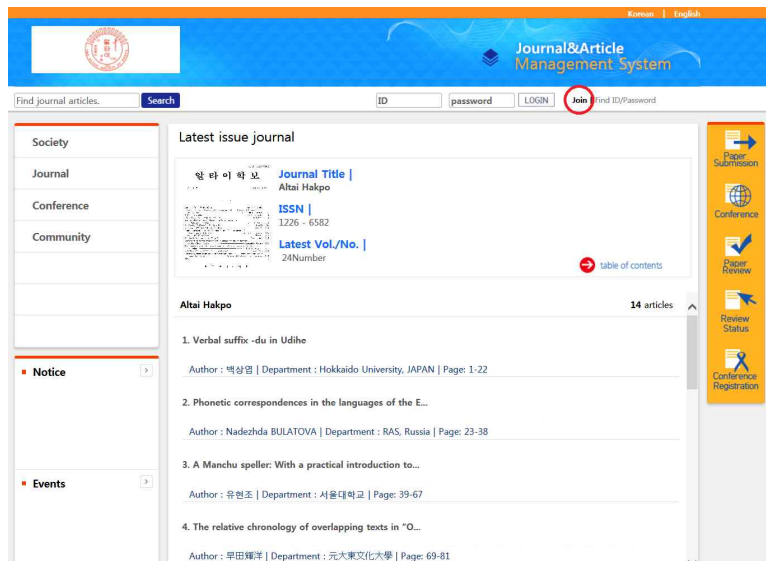 Korean | English
Journal&Article
Management System
Find journal articles. Search ID password LOGIN Join | Find ID/Password
Society
Journal
Conference
Community
Notice
Events
Latest issue journal
알타이학보
Journal Title |
Altai Hakpo
ISSN |
1226 - 6582
Latest Vol./No. |
24Number
table of contents
Altai Hakpo 14 articles
1. Verbal suffix -du in Udihe
Author : 백상엽 | Department : Hokkaido University, JAPAN | Page: 1-22
2. Phonetic correspondences in the languages of the E...
Author : Nadezhda BULATOVA | Department : RAS, Russia | Page: 23-38
3. A Manchu speller: With a practical introduction to...
Author : 유현조 | Department : 서울대학교 | Page: 39-67
4. The relative chronology of overlapping texts in "O...
Author : 早田輝洋 | Department : 元大東文化大學 | Page: 69-81
Paper
Submission
Conference
Paper
Review
Review
Status
Conference
Registration